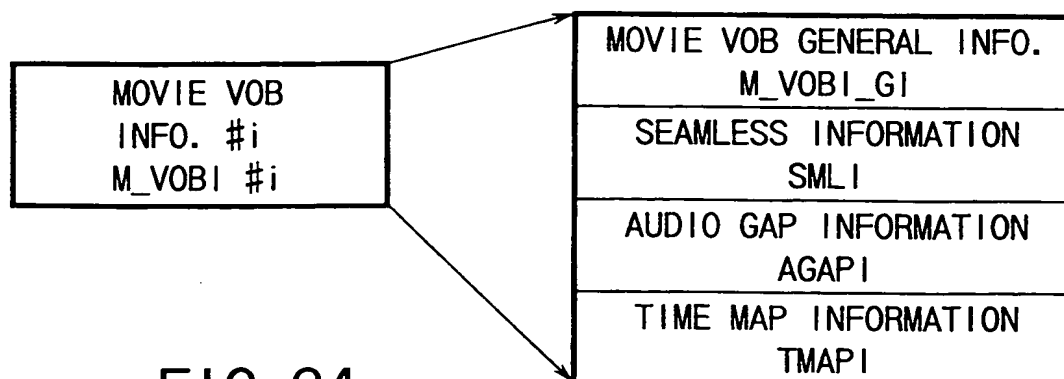 MOVIE VOB
INFO. #i
M_VOBI #i
MOVIE VOB GENERAL INFO.
M_VOBI_GI
SEAMLESS INFORMATION
SMLI
AUDIO GAP INFORMATION
AGAPI
TIME MAP INFORMATION
TMAPI